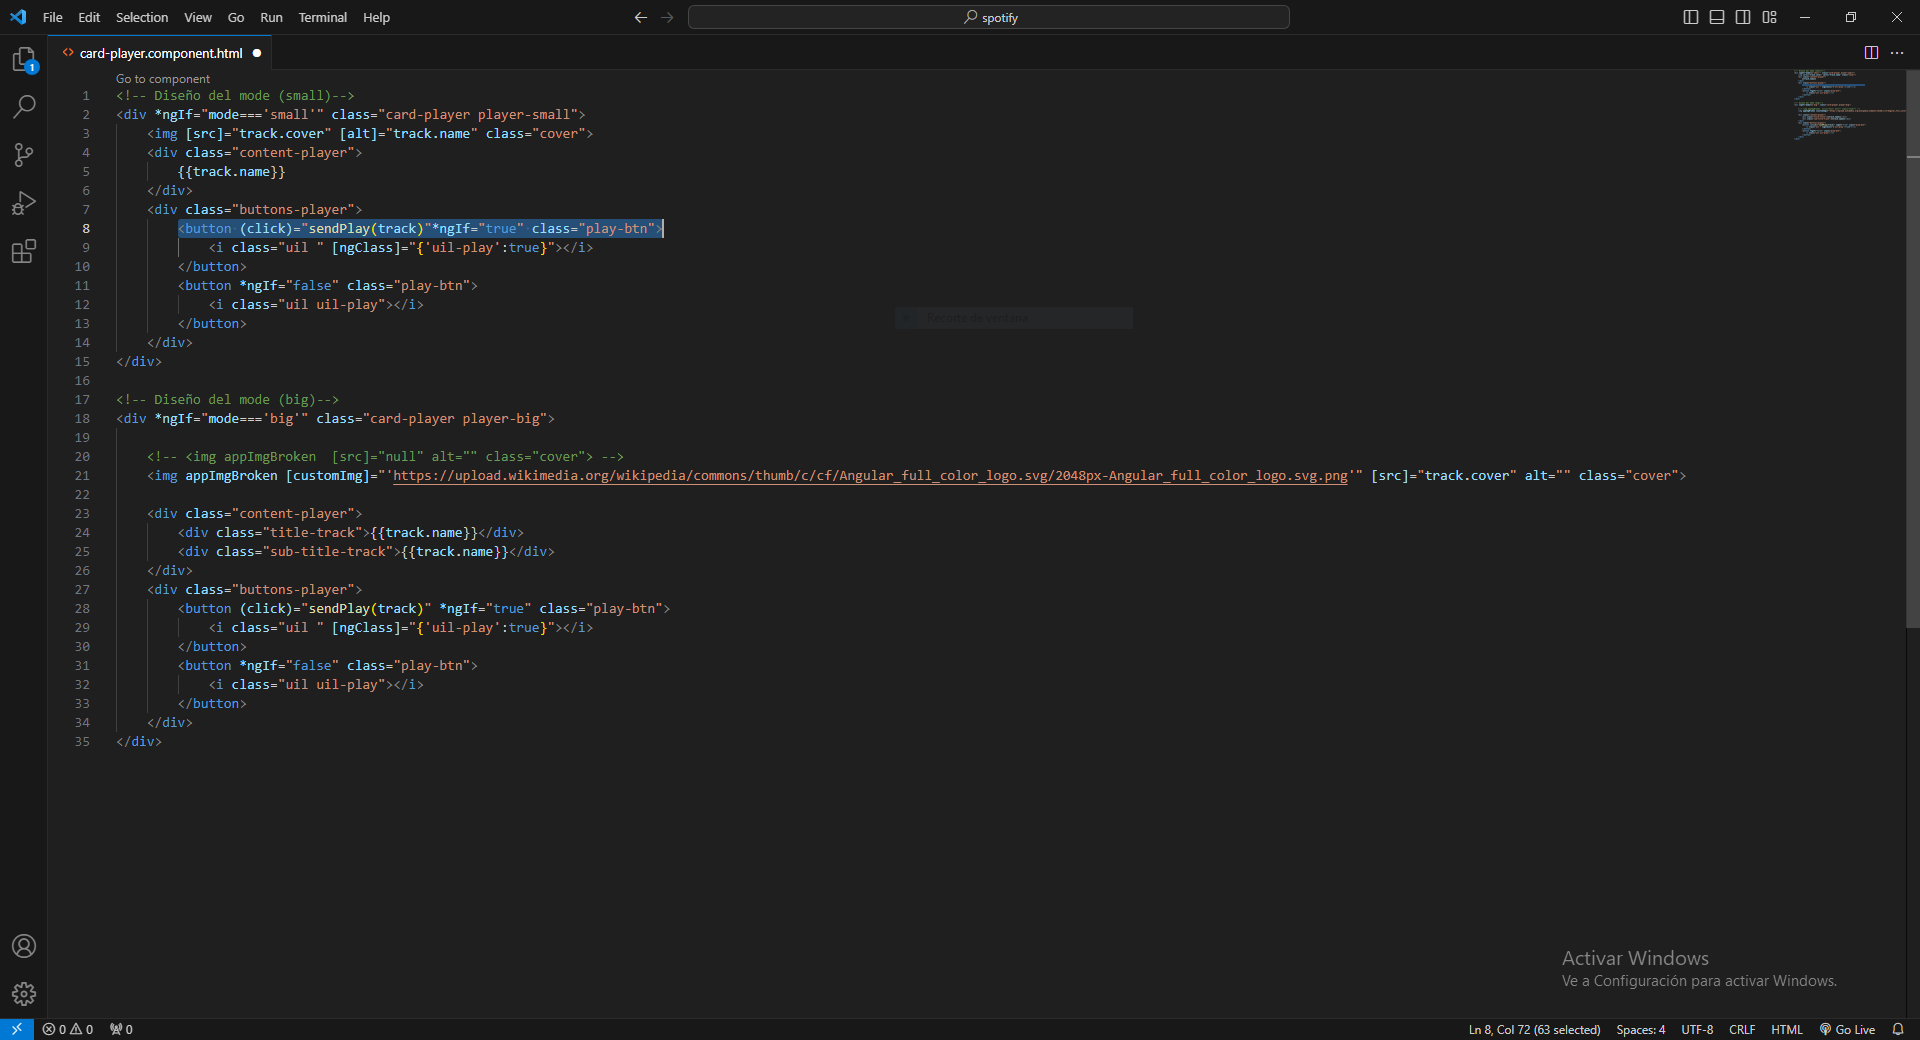 File Edit Selection View Go Run Terminal Help
spotify
card-player.component.html
1
Go to component
1 <!-- Diseño del mode (small)-->
2 <div *ngIf="mode==='small'" class="card-player player-small">
3 <img [src]="track.cover" [alt]="track.name" class="cover">
4 <div class="content-player">
5 {{track.name}}
6 </div>
7 <div class="buttons-player">
8 <button (click)="sendPlay(track)"*ngIf="true" class="play-btn">
9 <i class="uil " [ngClass]="{'uil-play':true}"></i>
10 </button>
11 <button *ngIf="false" class="play-btn">
12 <i class="uil uil-play"></i>
13 </button>
14 </div>
15 </div>
16
17 <!-- Diseño del mode (big)-->
18 <div *ngIf="mode==='big'" class="card-player player-big">
19
20 <!-- <img appImgBroken  [src]="null" alt="" class="cover"> -->
21 <img appImgBroken [customImg]="'https://upload.wikimedia.org/wikipedia/commons/thumb/c/cf/Angular_full_color_logo.svg/2048px-Angular_full_color_logo.svg.png'" [src]="track.cover" alt="" class="cover">
22
23 <div class="content-player">
24 <div class="title-track">{{track.name}}</div>
25 <div class="sub-title-track">{{track.name}}</div>
26 </div>
27 <div class="buttons-player">
28 <button (click)="sendPlay(track)" *ngIf="true" class="play-btn">
29 <i class="uil " [ngClass]="{'uil-play':true}"></i>
30 </button>
31 <button *ngIf="false" class="play-btn">
32 <i class="uil uil-play"></i>
33 </button>
34 </div>
35 </div>
Recorte de ventana
Activar Windows
Ve a Configuración para activar Windows.
0 0 0 Ln 8, Col 72 (63 selected) Spaces: 4 UTF-8 CRLF HTML Go Live